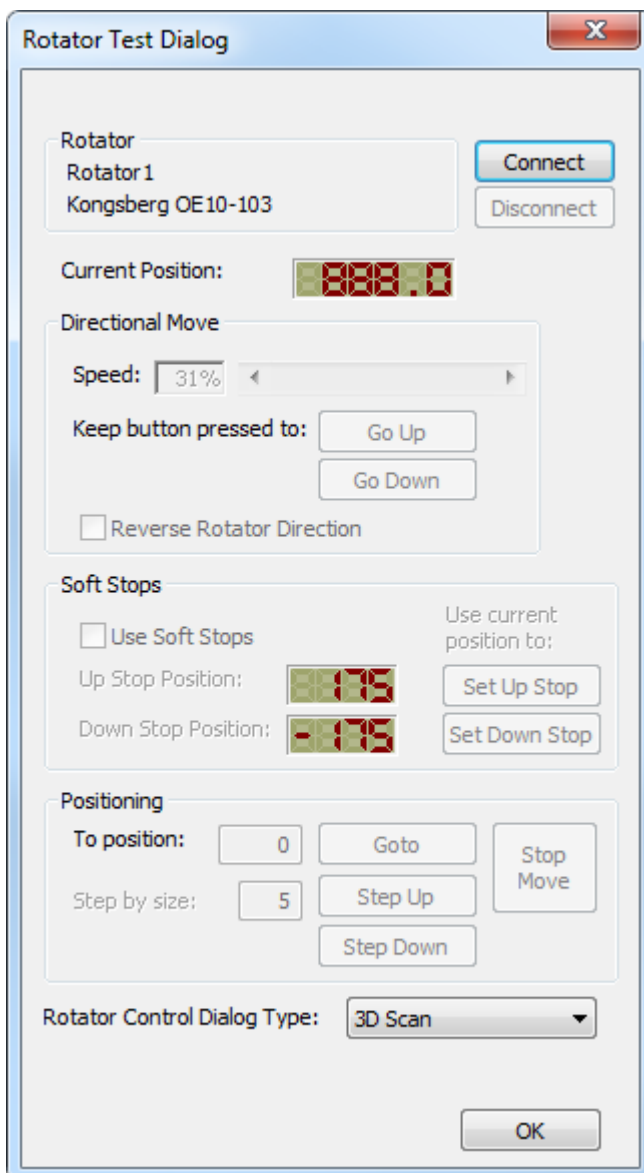 Rotator Test Dialog
Rotator
Rotator1
Kongsberg OE10-103
Connect
Disconnect
Current Position:
888.0
Directional Move
Speed:
31%
Keep button pressed to:
Go Up
Go Down
Reverse Rotator Direction
Soft Stops
Use Soft Stops
Use current
position to:
Up Stop Position:
175
Set Up Stop
Down Stop Position:
-175
Set Down Stop
Positioning
To position:
0
Goto
Stop
Move
Step by size:
5
Step Up
Step Down
Rotator Control Dialog Type:
3D Scan
OK